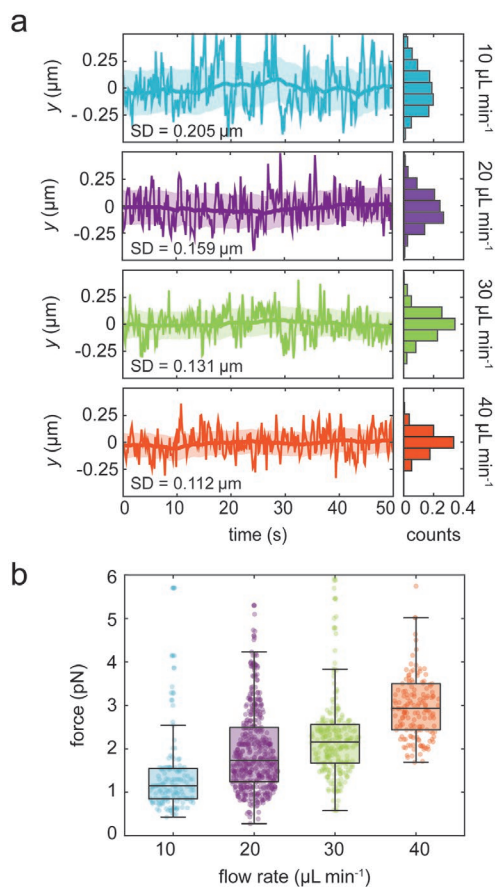 a
y (µm)
0.25
0
-0.25
SD = 0.205 µm
10 µL min⁻¹
y (µm)
0.25
0
-0.25
SD = 0.159 µm
20 µL min⁻¹
y (µm)
0.25
0
-0.25
SD = 0.131 µm
30 µL min⁻¹
y (µm)
0.25
0
-0.25
SD = 0.112 µm
40 µL min⁻¹
0 10 20 30 40 50 0 0.2 0.4
time (s) counts
b
force (pN)
6
5
4
3
2
1
0
10 20 30 40
flow rate (µL min⁻¹)